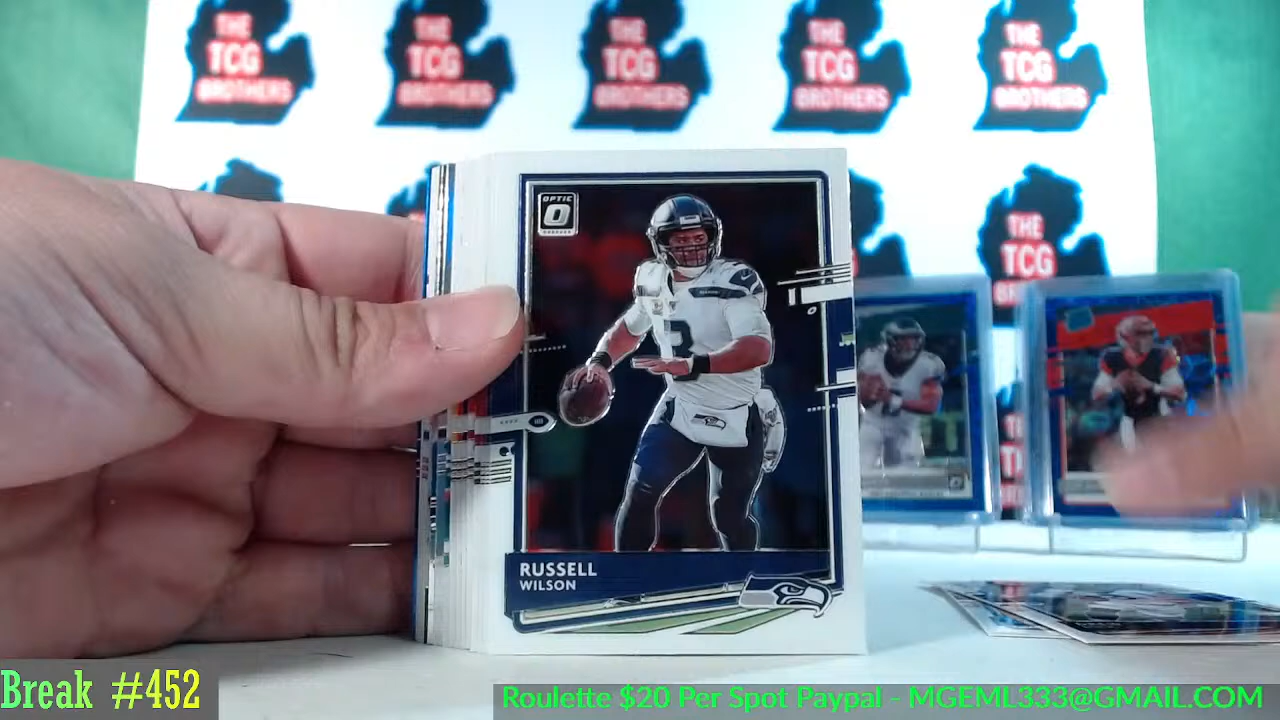 THE
TCG
BROTHERS
THE
TCG
BROTHERS
THE
TCG
BROTHERS
THE
TCG
BROTHERS
THE
TCG
BROTHERS
THE
TCG
OPTIC
3
RUSSELL
WILSON
Break #452
Roulette $20 Per Spot Paypal - MGEML333@GMAIL.COM